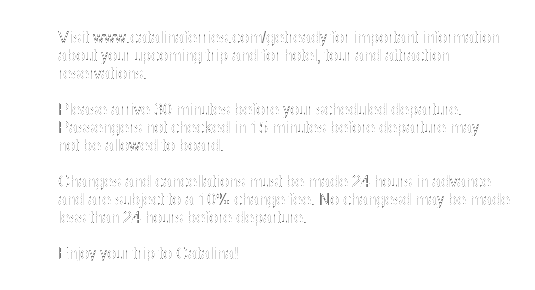 Visit www.catalinaferries.com/getready for important information
about your upcoming trip and for hotel, tour and attraction
reservations.
Please arrive 30 minutes before your scheduled departure.
Passengers not checked in 15 minutes before departure may
not be allowed to board.
Changes and cancellations must be made 24 hours in advance
and are subject to a 10% change fee. No changesd may be made
less than 24 hours before departure.
Enjoy your trip to Catalina!